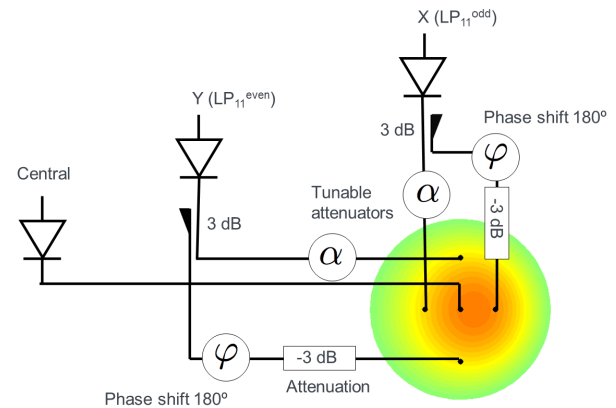 X (LP₁₁ᵒᵈᵈ)
Y (LP₁₁ᵉᵛᵉⁿ)
Phase shift 180º
3 dB
φ
Central
Tunable
attenuators
α
-3 dB
3 dB
α
φ
-3 dB
Attenuation
Phase shift 180º